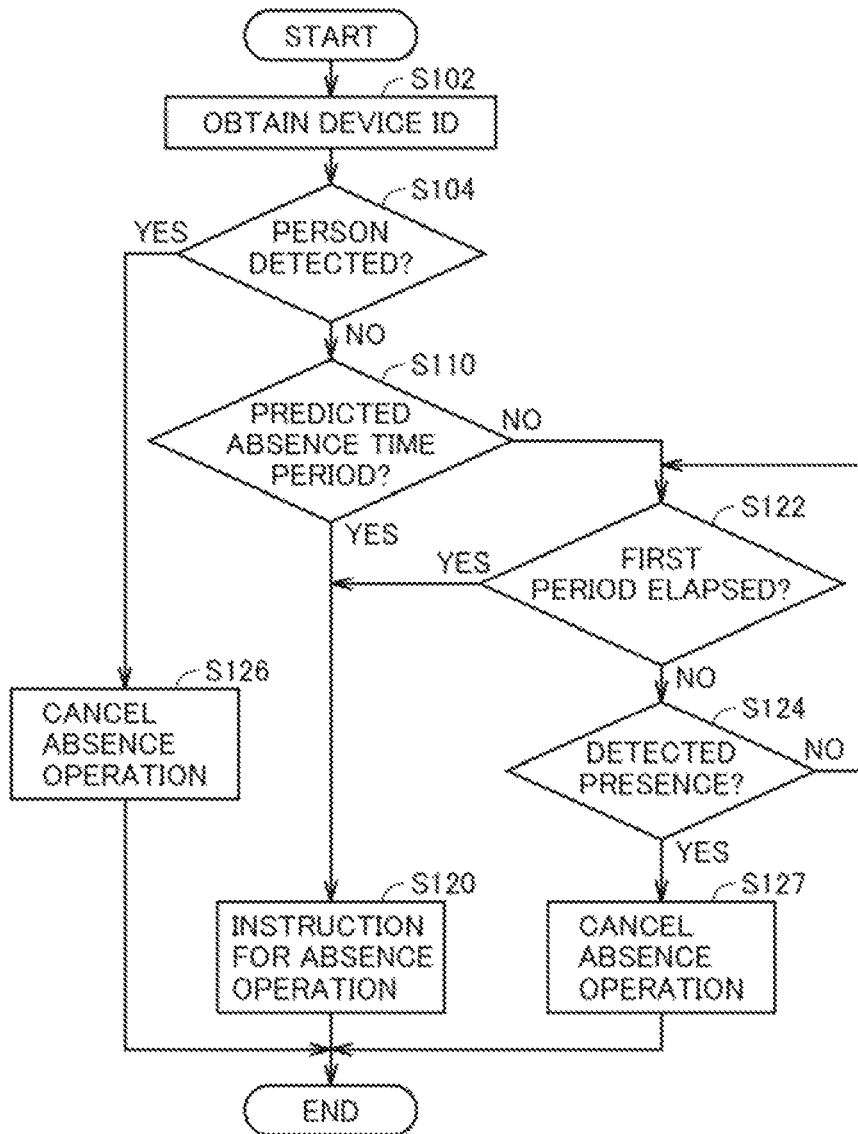 START
S102
OBTAIN DEVICE ID
S104
YES
PERSON
DETECTED?
NO
S110
PREDICTED
ABSENCE TIME
PERIOD?
NO
YES
S122
YES
FIRST
PERIOD ELAPSED?
NO
S126
CANCEL
ABSENCE
OPERATION
S124
DETECTED
PRESENCE?
NO
YES
S120
INSTRUCTION
FOR ABSENCE
OPERATION
S127
CANCEL
ABSENCE
OPERATION
END